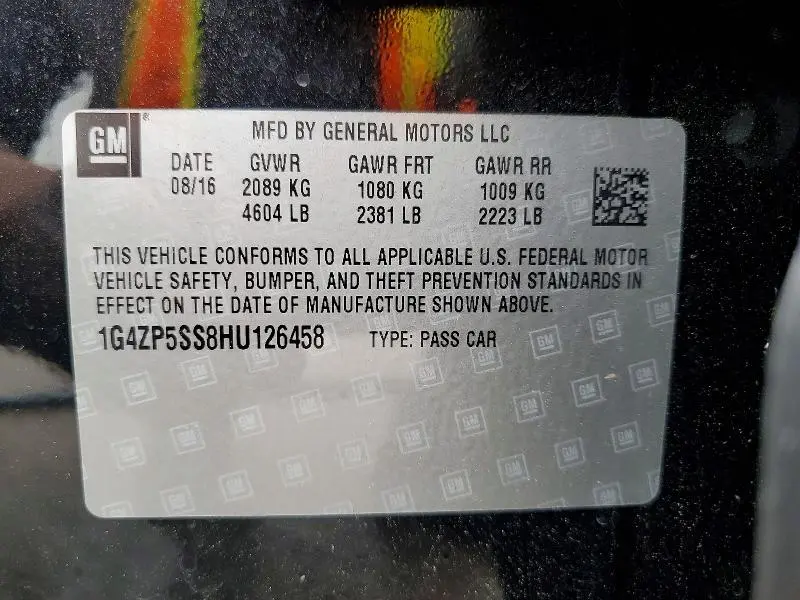 GM®
MFD BY GENERAL MOTORS LLC
DATE GVWR GAWR FRT GAWR RR
08/16 2089 KG 1080 KG 1009 KG
4604 LB 2381 LB 2223 LB
THIS VEHICLE CONFORMS TO ALL APPLICABLE U.S. FEDERAL MOTOR
VEHICLE SAFETY, BUMPER, AND THEFT PREVENTION STANDARDS IN
EFFECT ON THE DATE OF MANUFACTURE SHOWN ABOVE.
1G4ZP5SS8HU126458 TYPE: PASS CAR